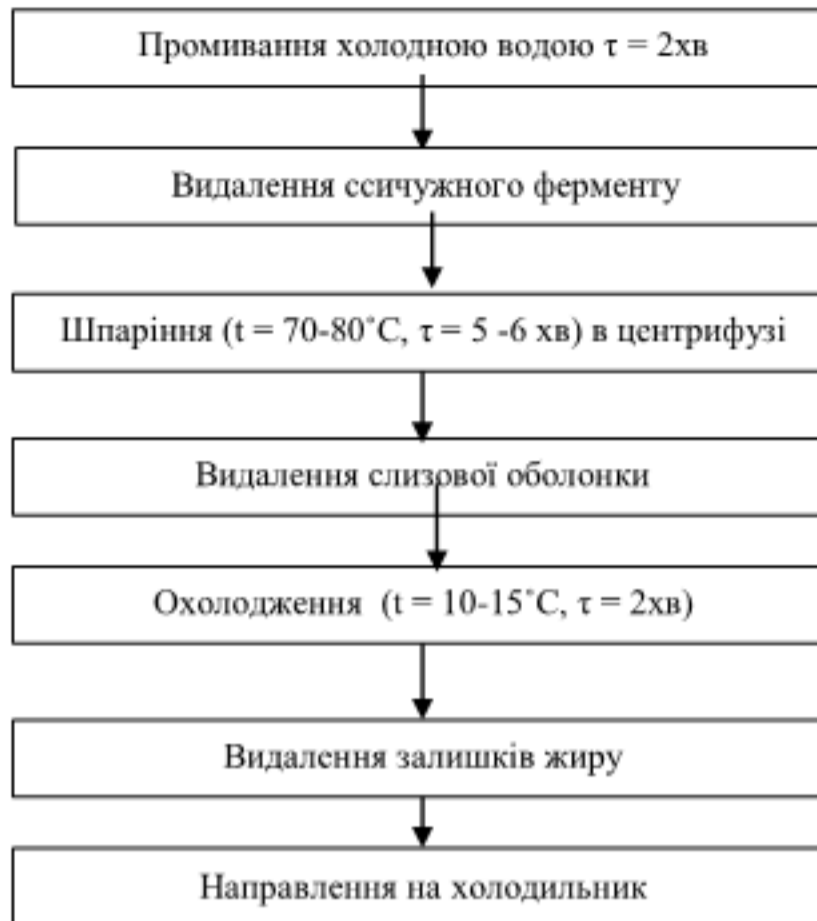 Промивання холодною водою τ = 2хв
Видалення ссичужного ферменту
Шпаріння (t = 70-80˚С, τ = 5 -6 хв) в центрифузі
Видалення слизової оболонки
Охолодження (t = 10-15˚С, τ = 2хв)
Видалення залишків жиру
Направлення на холодильник